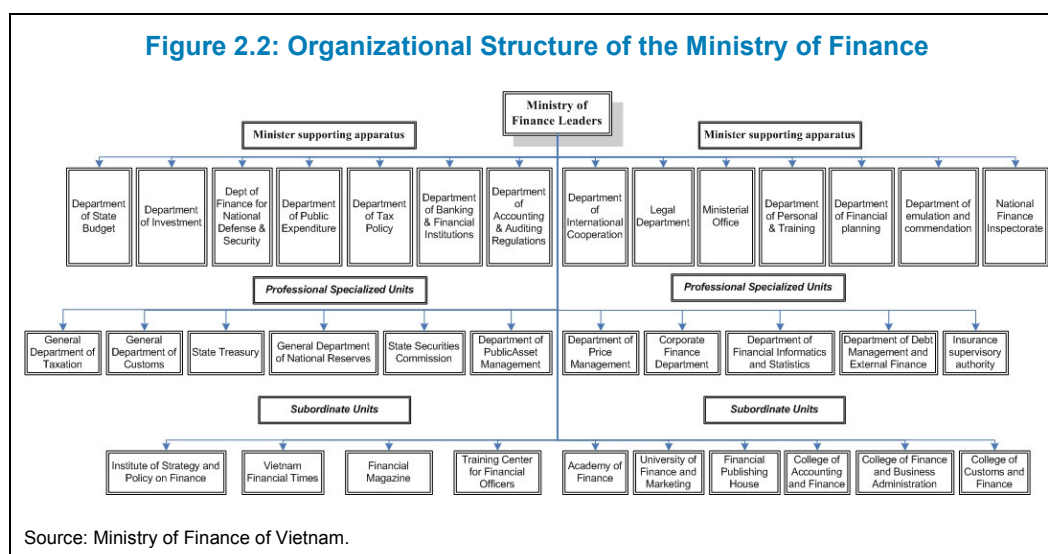 Figure 2.2: Organizational Structure of the Ministry of Finance
Ministry of
Finance Leaders
Minister supporting apparatus
Minister supporting apparatus
Department
of State
Budget
Department
of Investment
Dept of
Finance for
National
Defense &
Security
Department
of Public
Expenditure
Department
of Tax
Policy
Department
of Banking
& Financial
Institutions
Department
of
Accounting
& Auditing
Regulations
Department
of
International
Cooperation
Legal
Department
Ministerial
Office
Department
of Personal
& Training
Department
of Financial
planning
Department of
emulation and
commendation
National
Finance
Inspectorate
Professional Specialized Units
Professional Specialized Units
General
Department of
Taxation
General
Department of
Customs
State Treasury
General Department
of National Reserves
State Securities
Commission
Department of
PublicAsset
Management
Department of
Price
Management
Corporate
Finance
Department
Department of
Financial Informatics
and Statistics
Department of Debt
Management and
External Finance
Insurance
supervisory
authority
Subordinate Units
Subordinate Units
Institute of Strategy and
Policy on Finance
Vietnam
Financial Times
Financial
Magazine
Training Center
for Financial
Officers
Academy of
Finance
University of
Finance and
Marketing
Financial
Publishing
House
College of
Accounting
and Finance
College of Finance
and Business
Administration
College of
Customs and
Finance
Source: Ministry of Finance of Vietnam.